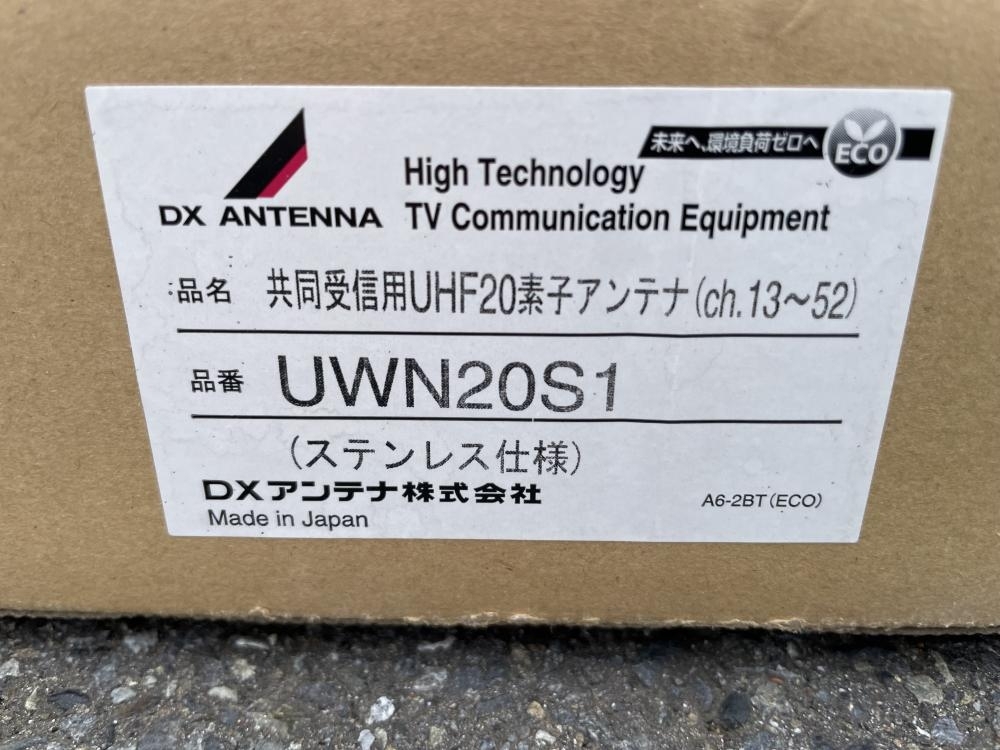 未来へ、環境負荷ゼロへ
ECO
High Technology
DX ANTENNA
TV Communication Equipment
品名 共同受信用UHF20素子アンテナ(ch.13〜52)
品番 UWN20S1
(ステンレス仕様)
DXアンテナ株式会社
A6-2BT(ECO)
Made in Japan